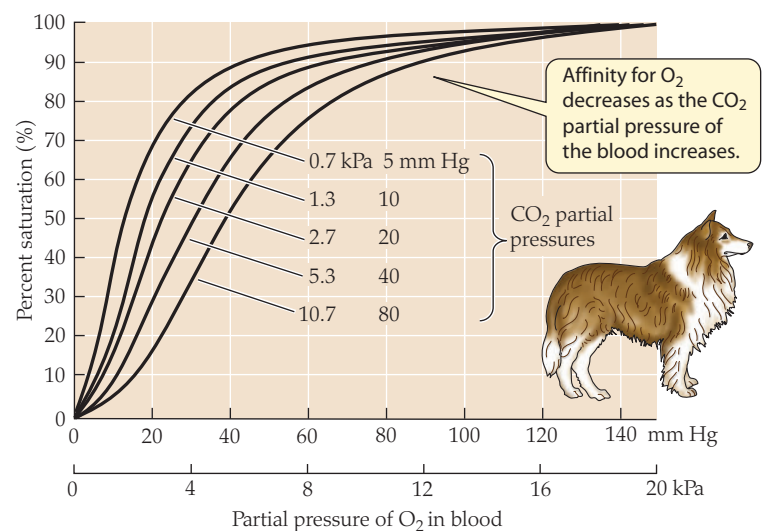 100
90
80
70
60
50
40
30
20
10
0
Percent saturation (%)
Affinity for O₂
decreases as the CO₂
partial pressure of
the blood increases.
0.7 kPa 5 mm Hg
1.3 10
2.7 20
5.3 40
10.7 80
CO₂ partial
pressures
0 20 40 60 80 100 120 140 mm Hg
0 4 8 12 16 20 kPa
Partial pressure of O₂ in blood